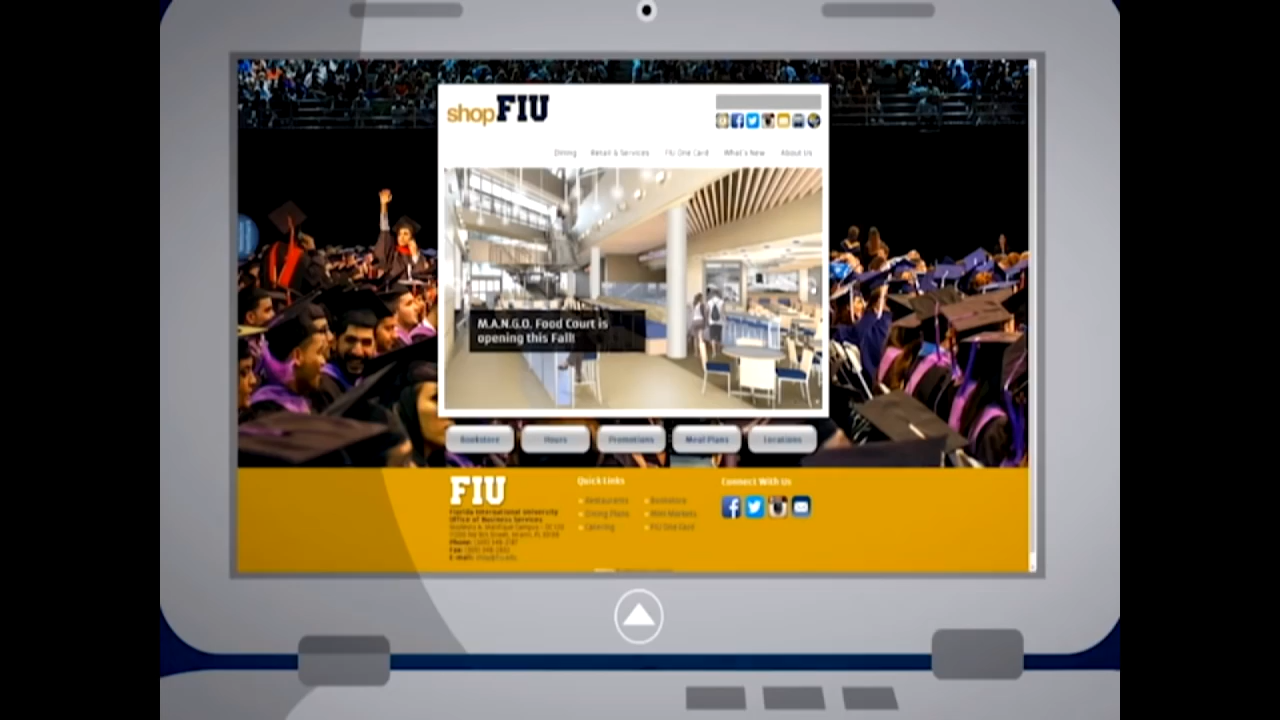 shopFIU
Dining Retail & Services FIU One Card What's New About Us
M.A.N.G.O. Food Court is
opening this Fall!
Bookstore Hours Promotions Meal Plans Locations
FIU
Florida International University
Office of Business Services
Quick Links
Restaurants
Dining Plans
Catering
Bookstore
Mini Markets
FIU One Card
Connect With Us